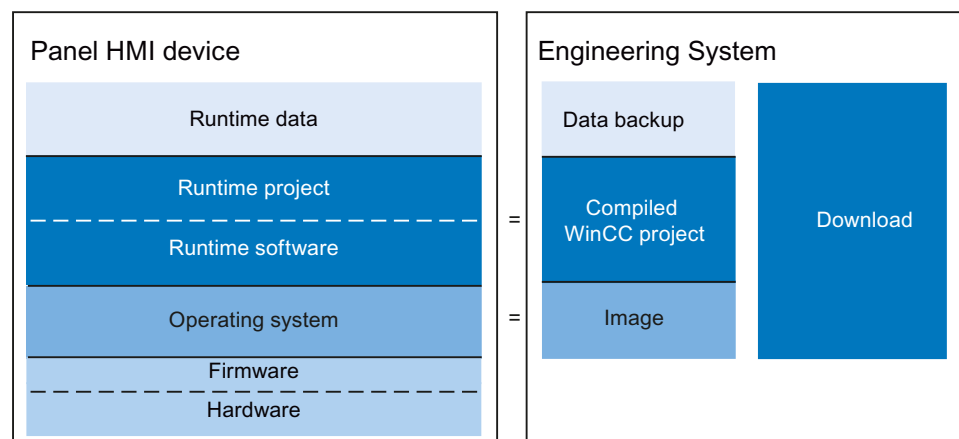 Panel HMI device
Runtime data
Runtime project
Runtime software
Operating system
Firmware
Hardware
=
=
Engineering System
Data backup
Compiled
WinCC project
Image
Download